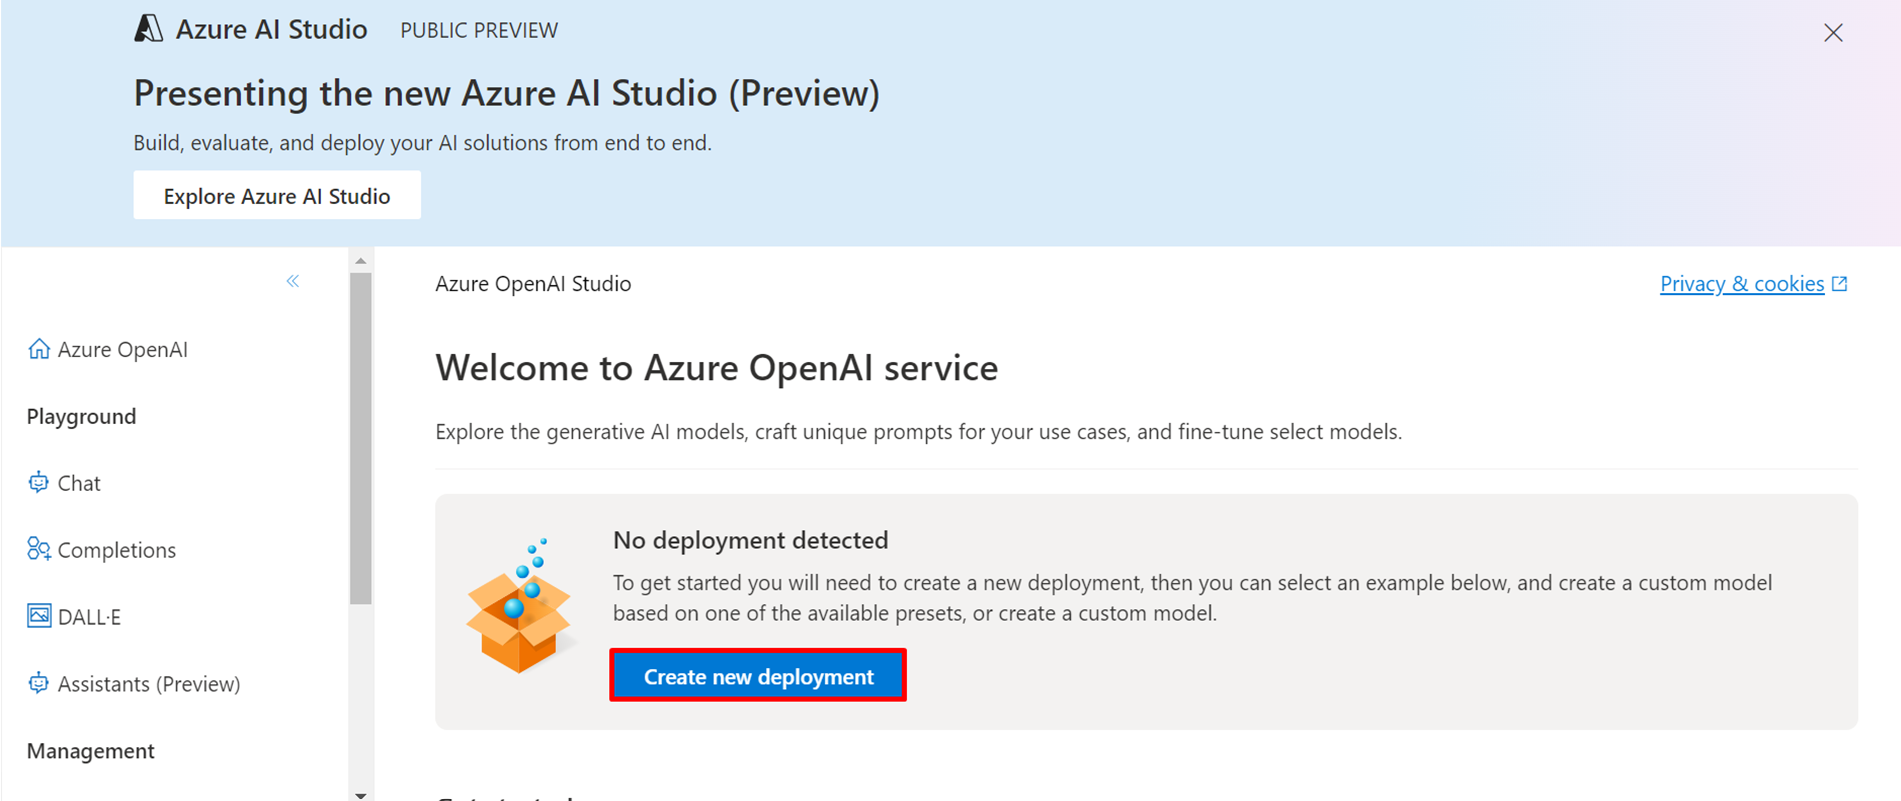 Azure AI Studio PUBLIC PREVIEW
Presenting the new Azure AI Studio (Preview)
Build, evaluate, and deploy your AI solutions from end to end.
Explore Azure AI Studio
Azure OpenAI
Playground
Chat
Completions
DALL·E
Assistants (Preview)
Management
Azure OpenAI Studio
Privacy & cookies
Welcome to Azure OpenAI service
Explore the generative AI models, craft unique prompts for your use cases, and fine-tune select models.
No deployment detected
To get started you will need to create a new deployment, then you can select an example below, and create a custom model
based on one of the available presets, or create a custom model.
Create new deployment